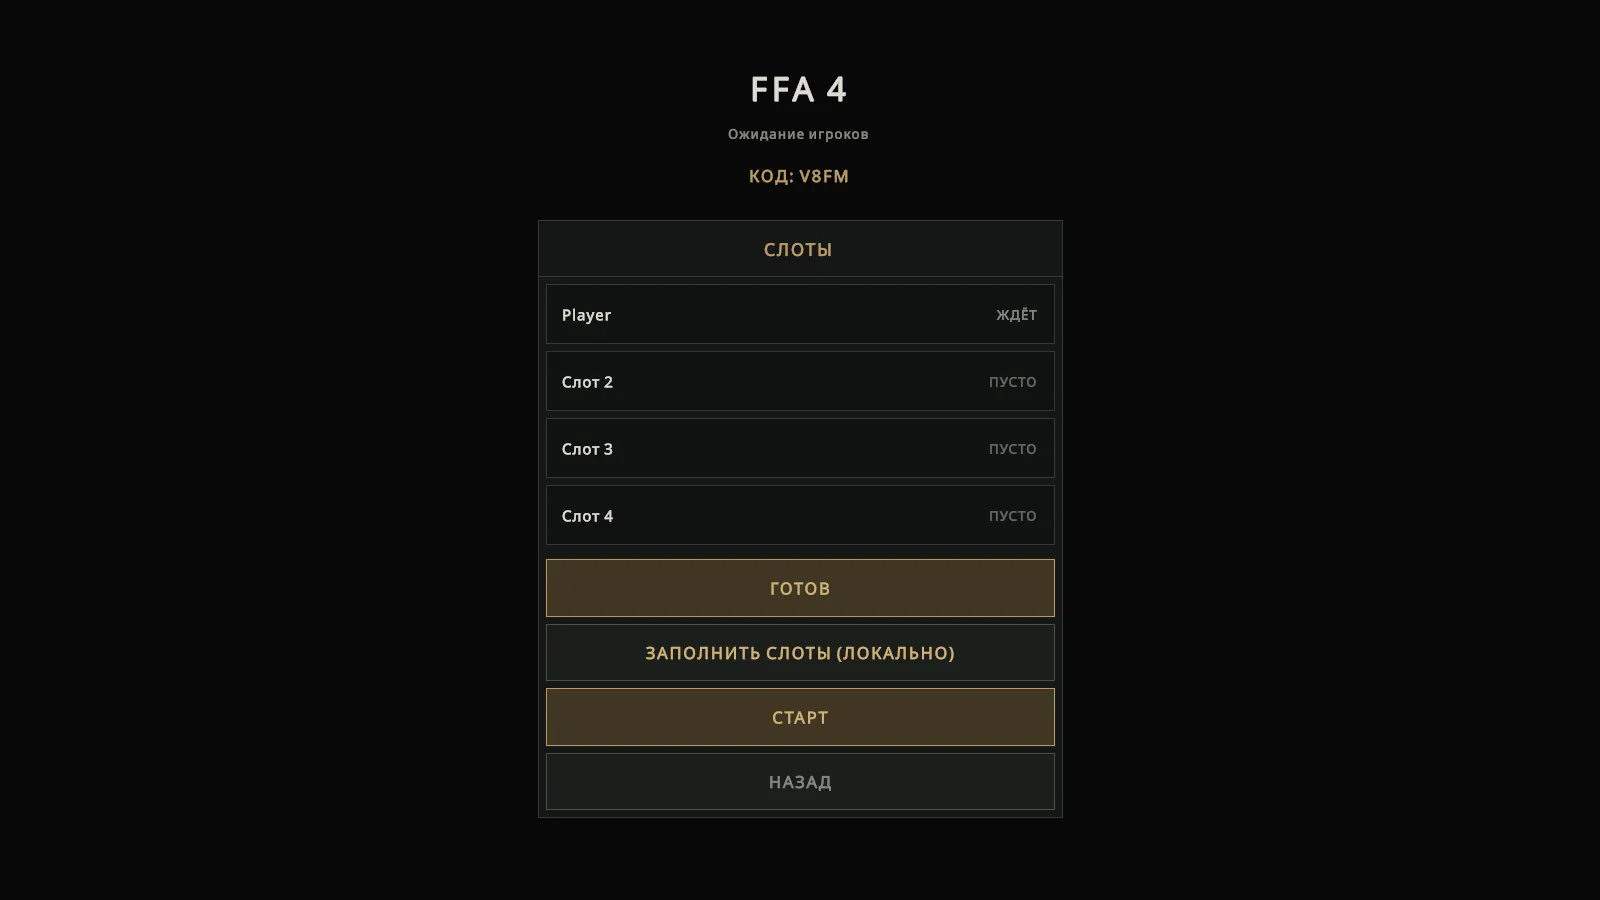 FFA 4
Ожидание игроков
КОД: V8FM
СЛОТЫ
Player ЖДЁТ
Слот 2 ПУСТО
Слот 3 ПУСТО
Слот 4 ПУСТО
ГОТОВ
ЗАПОЛНИТЬ СЛОТЫ (ЛОКАЛЬНО)
СТАРТ
НАЗАД